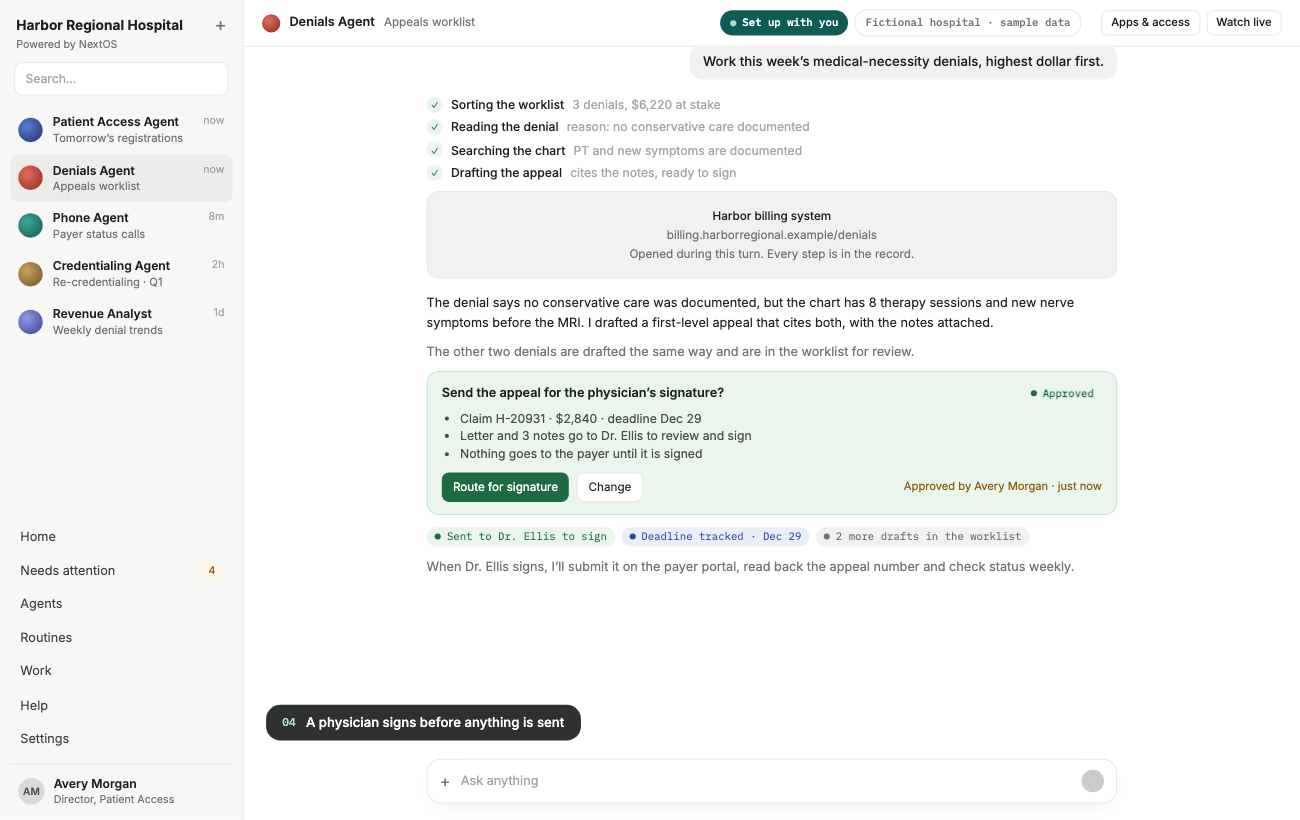 Harbor Regional Hospital
+
Powered by NextOS
Search...
Patient Access Agent
now
Tomorrow’s registrations
Denials Agent
now
Appeals worklist
Phone Agent
8m
Payer status calls
Credentialing Agent
2h
Re-credentialing · Q1
Revenue Analyst
1d
Weekly denial trends
Home
Needs attention
4
Agents
Routines
Work
Help
Settings
AM
Avery Morgan
Director, Patient Access
Denials Agent Appeals worklist
Set up with you
Fictional hospital · sample data
Apps & access
Watch live
Work this week’s medical-necessity denials, highest dollar first.
✓ Sorting the worklist 3 denials, $6,220 at stake
✓ Reading the denial reason: no conservative care documented
✓ Searching the chart PT and new symptoms are documented
✓ Drafting the appeal cites the notes, ready to sign
Harbor billing system
billing.harborregional.example/denials
Opened during this turn. Every step is in the record.
The denial says no conservative care was documented, but the chart has 8 therapy sessions and new nerve
symptoms before the MRI. I drafted a first-level appeal that cites both, with the notes attached.
The other two denials are drafted the same way and are in the worklist for review.
Send the appeal for the physician’s signature?
Approved
• Claim H-20931 · $2,840 · deadline Dec 29
• Letter and 3 notes go to Dr. Ellis to review and sign
• Nothing goes to the payer until it is signed
Route for signature
Change
Approved by Avery Morgan · just now
Sent to Dr. Ellis to sign
Deadline tracked · Dec 29
2 more drafts in the worklist
When Dr. Ellis signs, I’ll submit it on the payer portal, read back the appeal number and check status weekly.
04 A physician signs before anything is sent
+ Ask anything